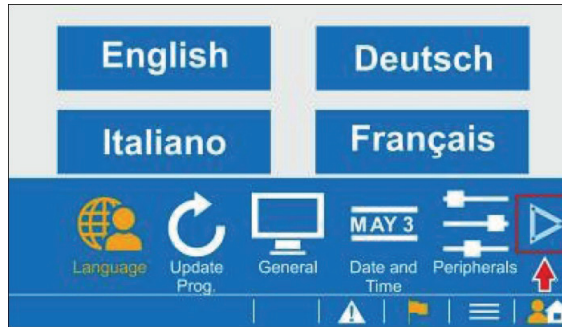 English
Deutsch
Italiano
Français
MAY 3
Language
Update
Prog.
General
Date and
Time
Peripherals